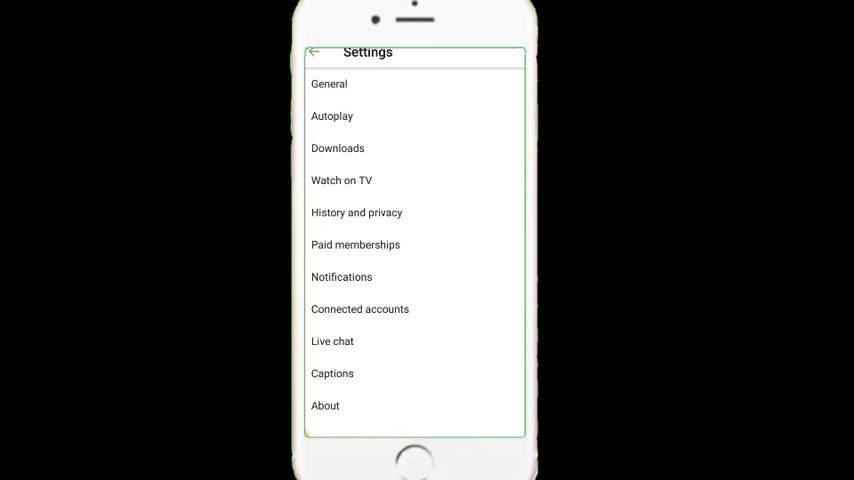 Settings
General
Autoplay
Downloads
Watch on TV
History and privacy
Paid memberships
Notifications
Connected accounts
Live chat
Captions
About